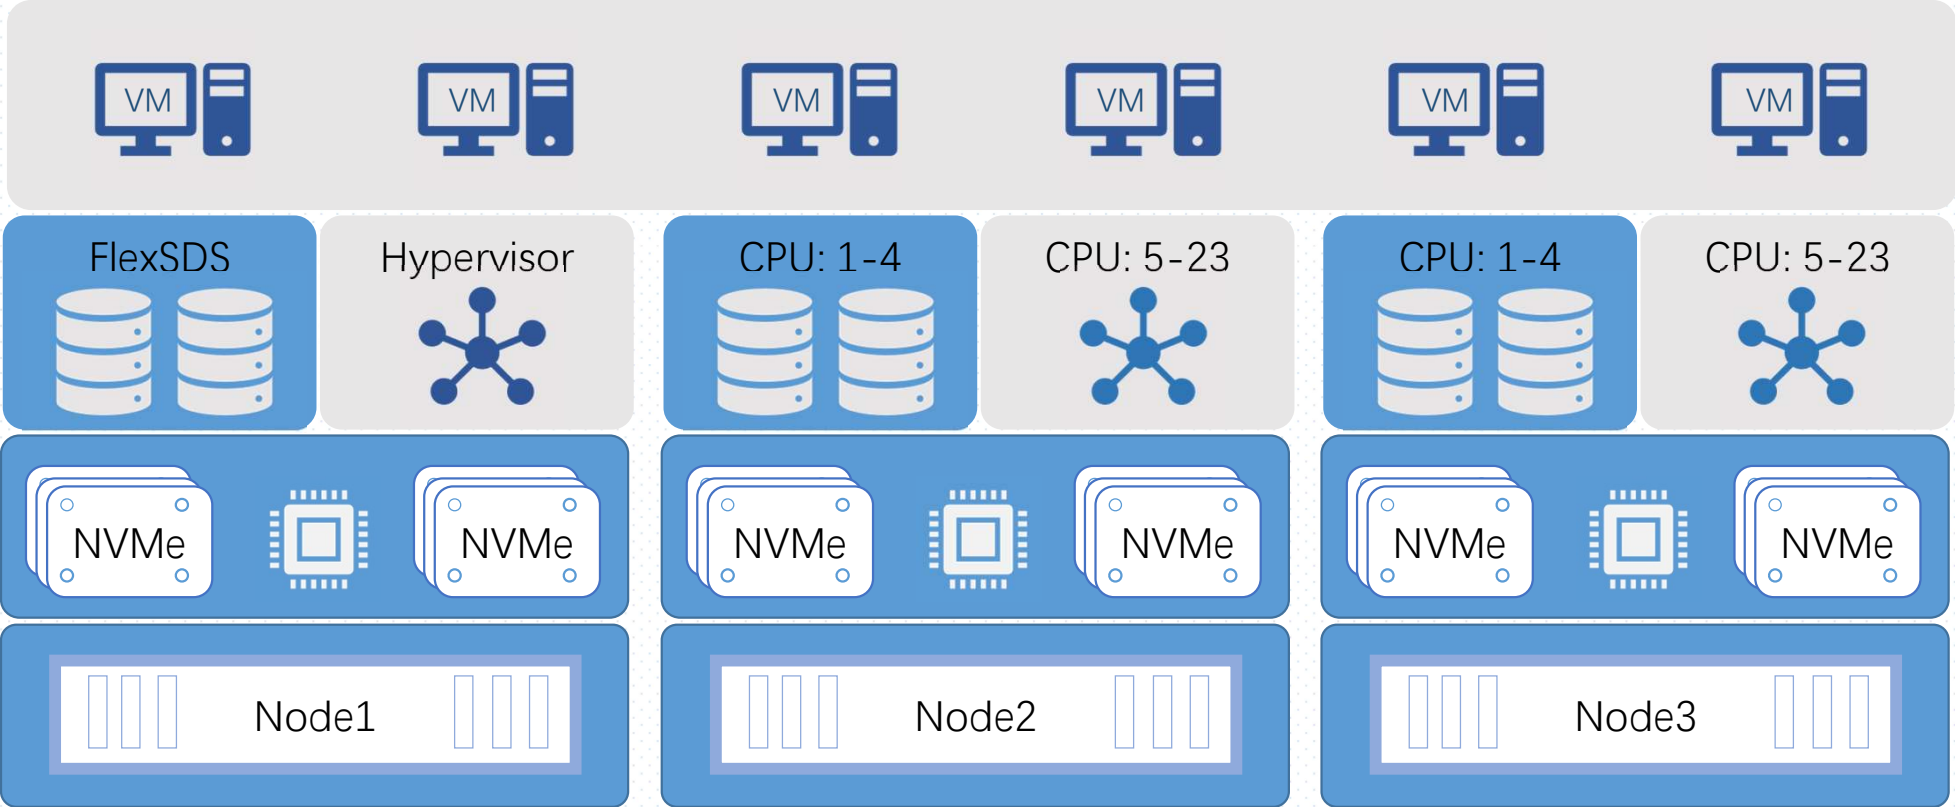 VM
VM
VM
VM
VM
VM
FlexSDS
Hypervisor
CPU: 1-4
CPU: 5-23
CPU: 1-4
CPU: 5-23
NVMe
NVMe
NVMe
NVMe
NVMe
NVMe
Node1
Node2
Node3